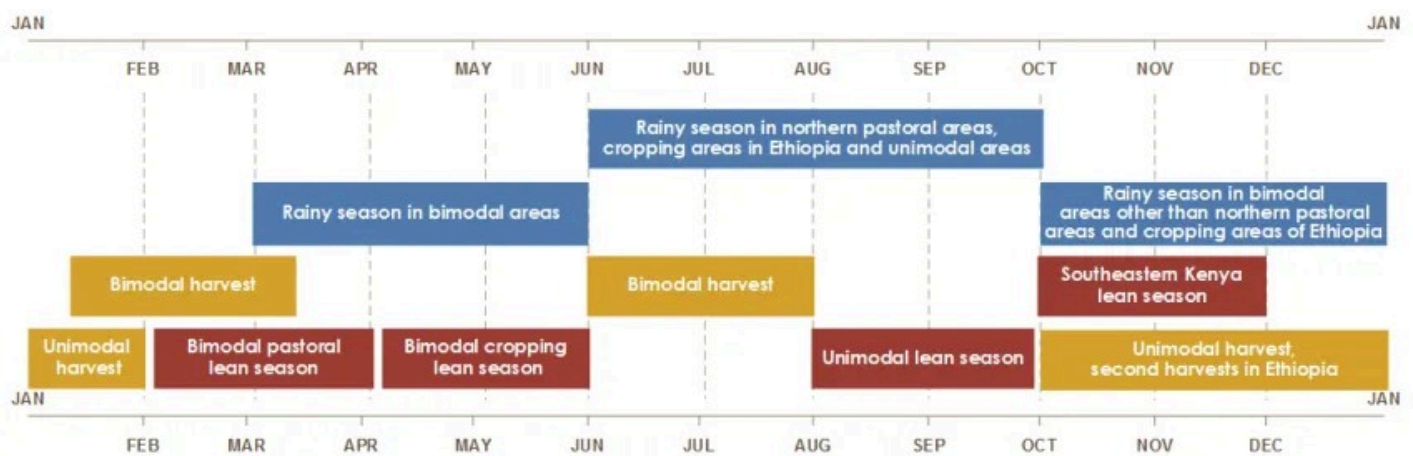 JAN JAN
FEB MAR APR MAY JUN JUL AUG SEP OCT NOV DEC
Rainy season in northern pastoral areas,
cropping areas in Ethiopia and unimodal areas
Rainy season in bimodal areas
Rainy season in bimodal
areas other than northern pastoral
areas and cropping areas of Ethiopia
Bimodal harvest
Bimodal harvest
Southeastern Kenya
lean season
Unimodal
harvest
Bimodal pastoral
lean season
Bimodal cropping
lean season
Unimodal lean season
Unimodal harvest,
second harvests in Ethiopia
JAN JAN
FEB MAR APR MAY JUN JUL AUG SEP OCT NOV DEC